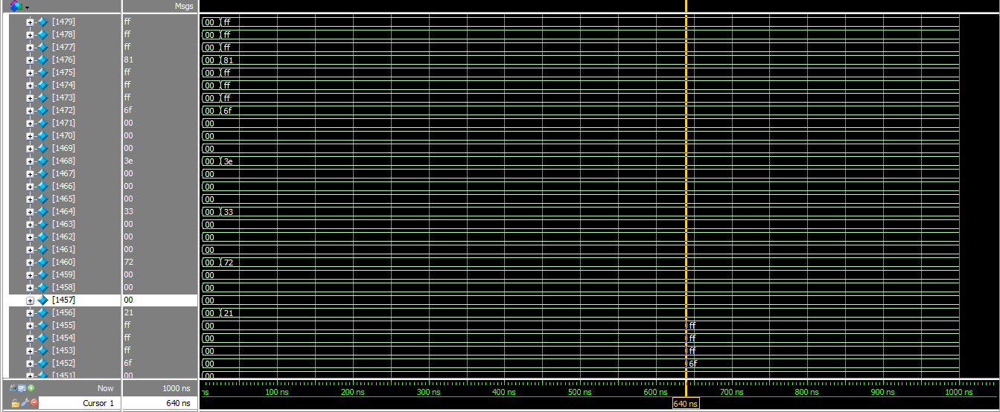 Msgs
[1479] ff 00 ff
[1478] ff 00 ff
[1477] ff 00 ff
[1476] 81 00 81
[1475] ff 00 ff
[1474] ff 00 ff
[1473] ff 00 ff
[1472] 6f 00 6f
[1471] 00 00
[1470] 00 00
[1469] 00 00
[1468] 3e 00 3e
[1467] 00 00
[1466] 00 00
[1465] 00 00
[1464] 33 00 33
[1463] 00 00
[1462] 00 00
[1461] 00 00
[1460] 72 00 72
[1459] 00 00
[1458] 00 00
[1457] 00 00
[1456] 21 00 21
[1455] ff 00 ff
[1454] ff 00 ff
[1453] ff 00 ff
[1452] 6f 00 6f
[1451] 00 00
Now 1000 ns ns 100 ns 200 ns 300 ns 400 ns 500 ns 600 ns 700 ns 800 ns 900 ns 1000 ns
Cursor 1 640 ns 640 ns